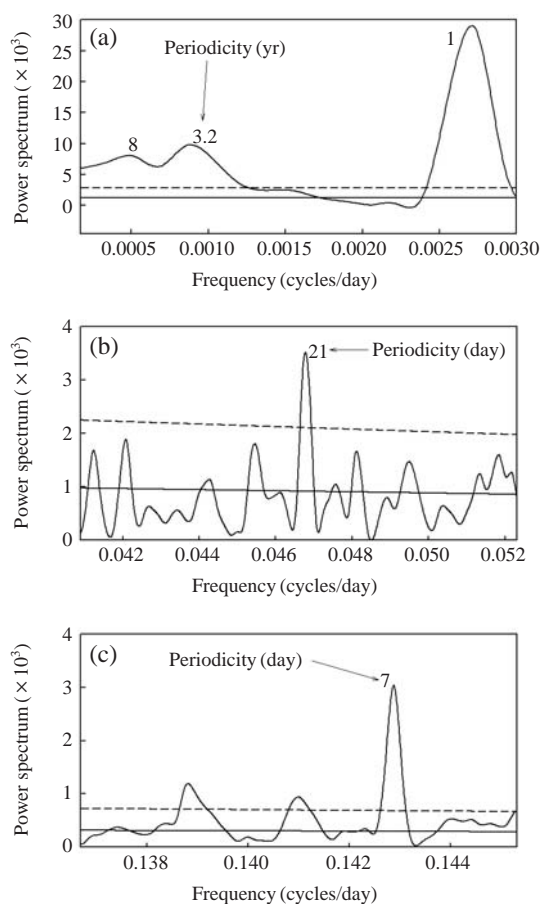 (a)
Periodicity (yr)
Power spectrum (× 10³)
30
25
20
15
10
5
0
8
3.2
1
0.0005 0.0010 0.0015 0.0020 0.0025 0.0030
Frequency (cycles/day)
(b)
21
Periodicity (day)
Power spectrum (× 10³)
4
3
2
1
0
0.042 0.044 0.046 0.048 0.050 0.052
Frequency (cycles/day)
(c)
Periodicity (day)
7
Power spectrum (× 10³)
4
3
2
1
0
0.138 0.140 0.142 0.144
Frequency (cycles/day)